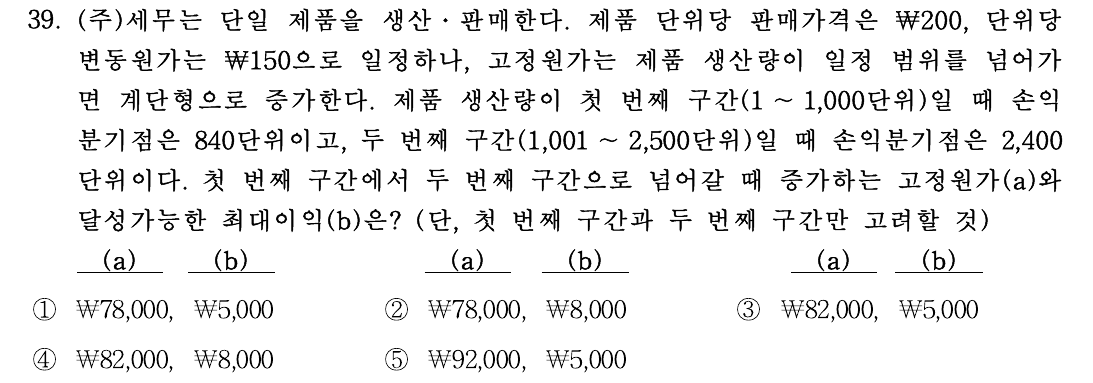 39. (주)세무는 단일 제품을 생산·판매한다. 제품 단위당 판매가격은 ₩200, 단위당
변동원가는 ₩150으로 일정하나, 고정원가는 제품 생산량이 일정 범위를 넘어가
면 계단형으로 증가한다. 제품 생산량이 첫 번째 구간(1 ~ 1,000단위)일 때 손익
분기점은 840단위이고, 두 번째 구간(1,001 ~ 2,500단위)일 때 손익분기점은 2,400
단위이다. 첫 번째 구간에서 두 번째 구간으로 넘어갈 때 증가하는 고정원가(a)와
달성가능한 최대이익(b)은? (단, 첫 번째 구간과 두 번째 구간만 고려할 것)
(a) (b) (a) (b) (a) (b)
① ₩78,000, ₩5,000 ② ₩78,000, ₩8,000 ③ ₩82,000, ₩5,000
④ ₩82,000, ₩8,000 ⑤ ₩92,000, ₩5,000